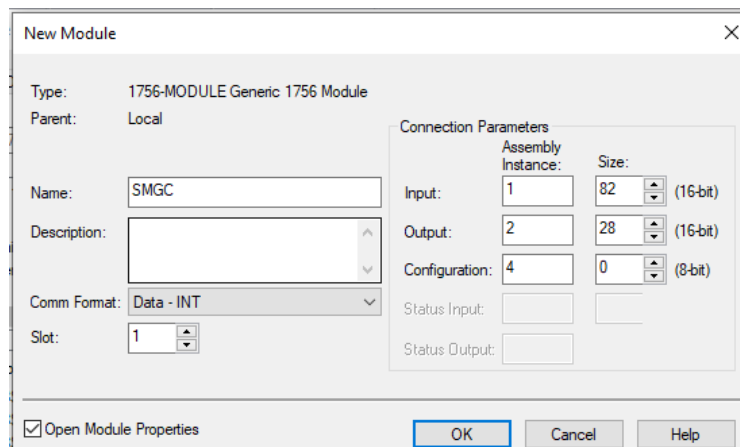 New Module
Type: 1756-MODULE Generic 1756 Module
Parent: Local
Connection Parameters
Assembly
Instance: Size:
Name: SMGC
Input: 1 82 (16-bit)
Description:
Output: 2 28 (16-bit)
Configuration: 4 0 (8-bit)
Comm Format: Data - INT
Status Input:
Slot: 1
Status Output:
Open Module Properties
OK Cancel Help